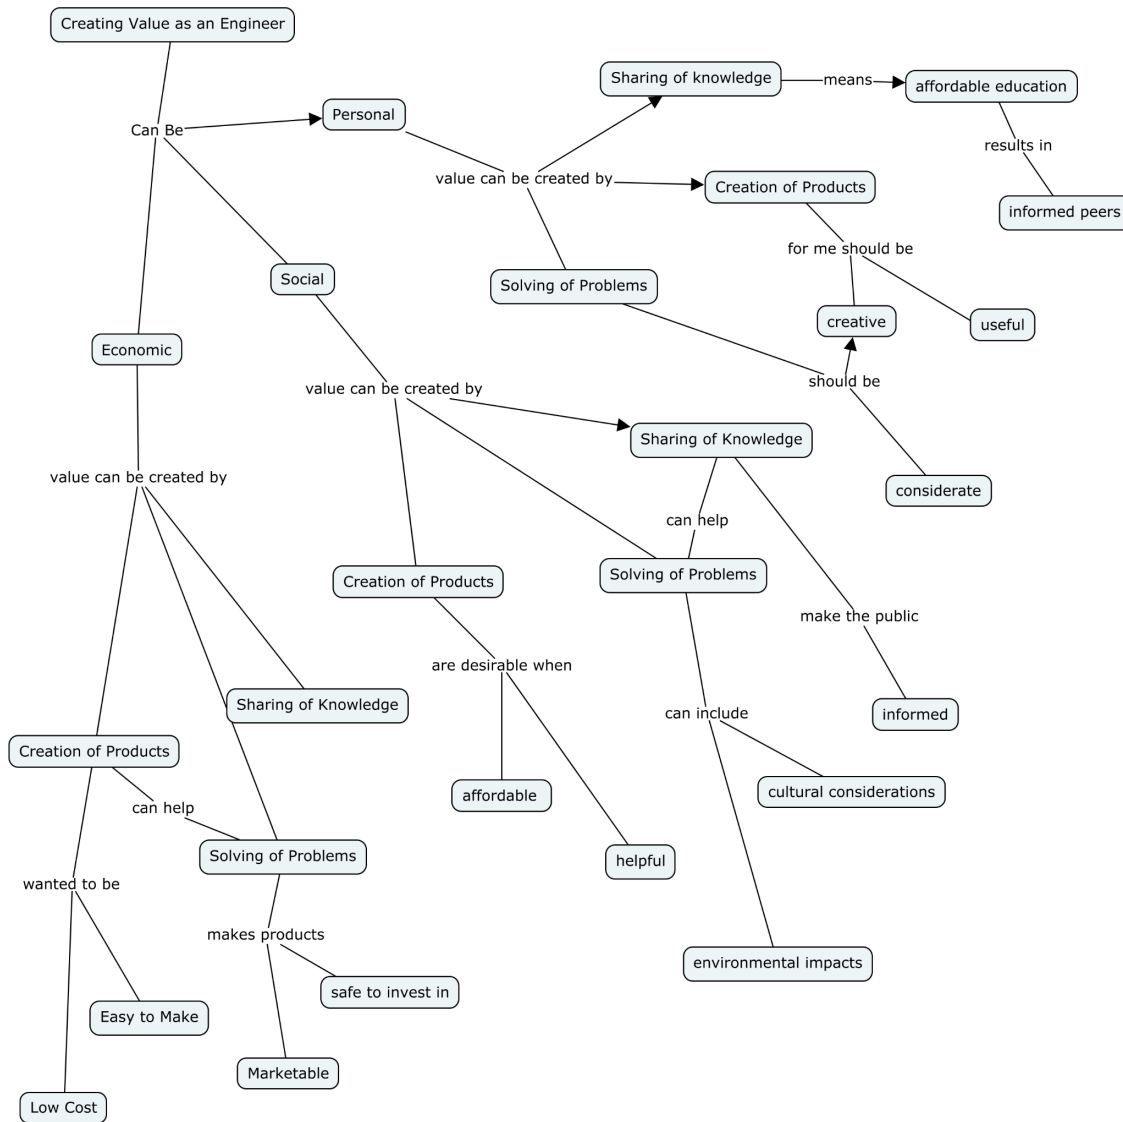 Creating Value as an Engineer
Sharing of knowledge
means
affordable education
Personal
Can Be
results in
value can be created by
Creation of Products
informed peers
for me should be
Social
Solving of Problems
creative
useful
Economic
should be
value can be created by
Sharing of Knowledge
value can be created by
considerate
can help
Creation of Products
Solving of Problems
make the public
are desirable when
Sharing of Knowledge
can include
informed
Creation of Products
affordable
cultural considerations
can help
Solving of Problems
helpful
wanted to be
makes products
environmental impacts
safe to invest in
Easy to Make
Marketable
Low Cost